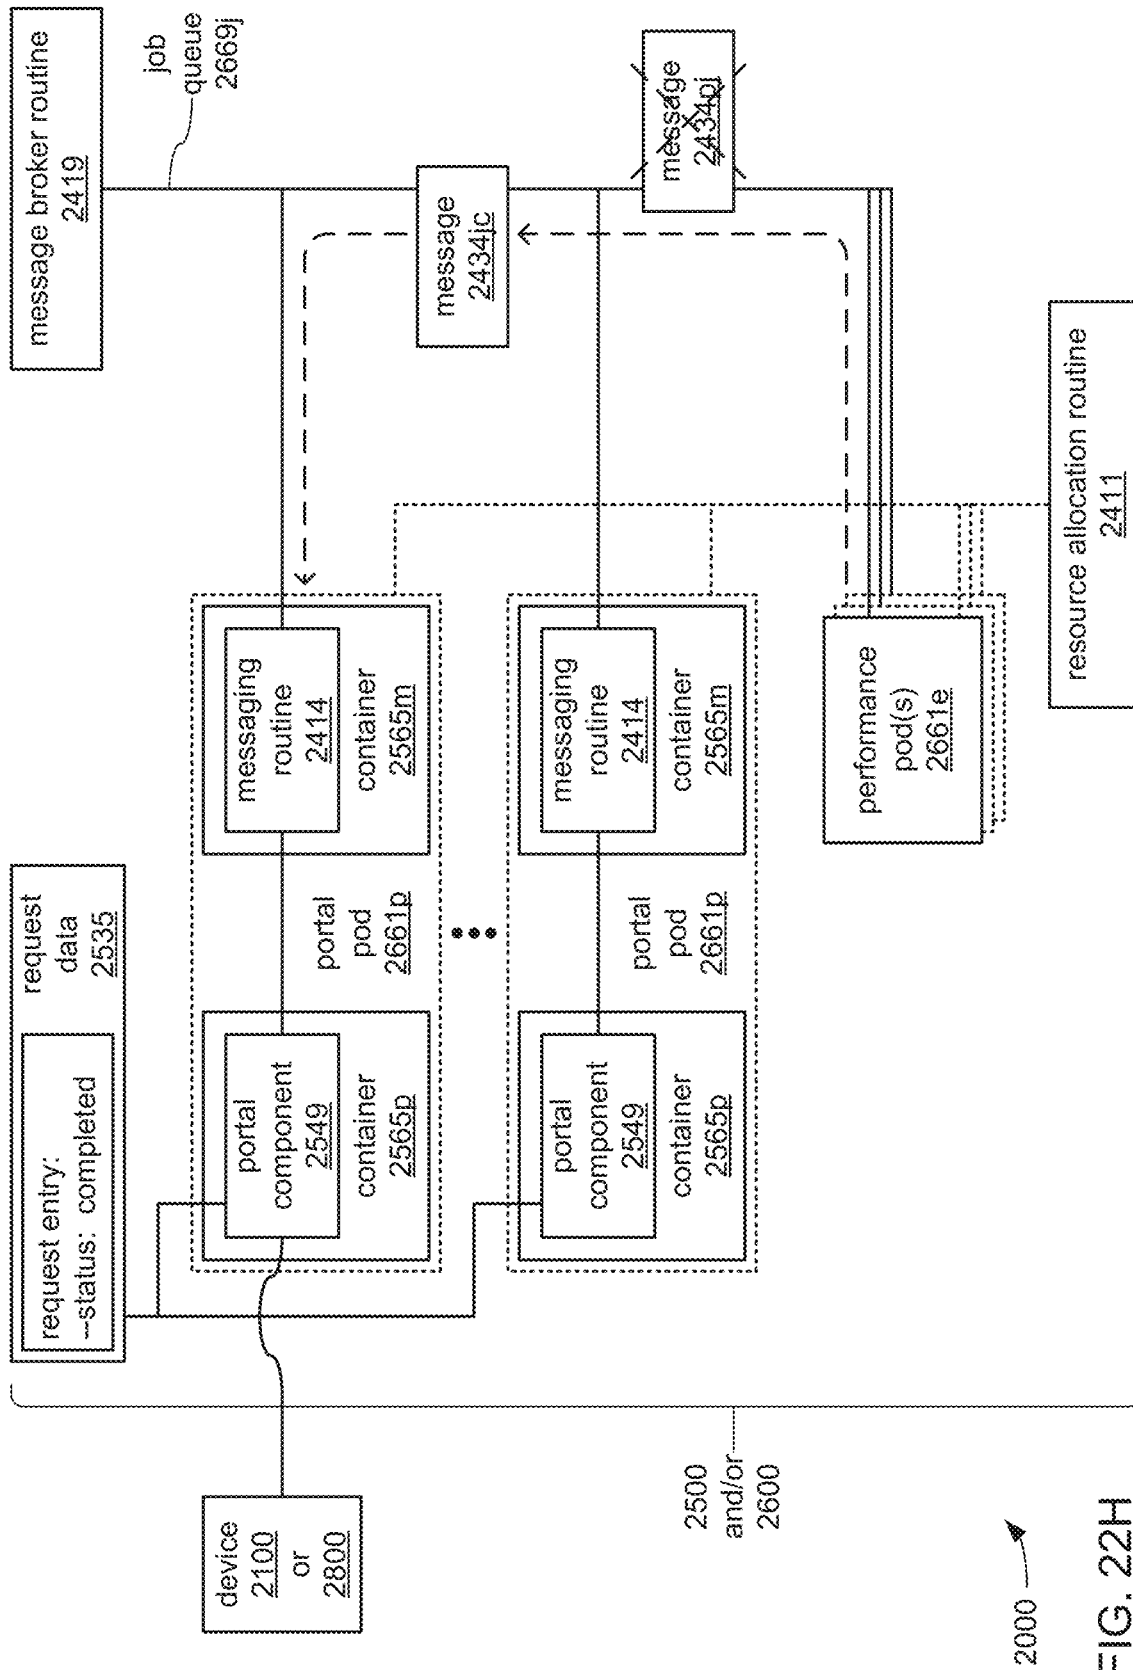 device
2100
or
2800
request entry:
--status: completed
request
data
2535
message broker routine
2419
job
queue
2669j
portal
component
2549
container
2565p
portal
pod
2661p
messaging
routine
2414
container
2565m
message
2434jc
portal
component
2549
container
2565p
portal
pod
2661p
messaging
routine
2414
container
2565m
message
2434pj
performance
pod(s)
2661e
resource allocation routine
2411
2500
and/or
2600
2000
FIG. 22H